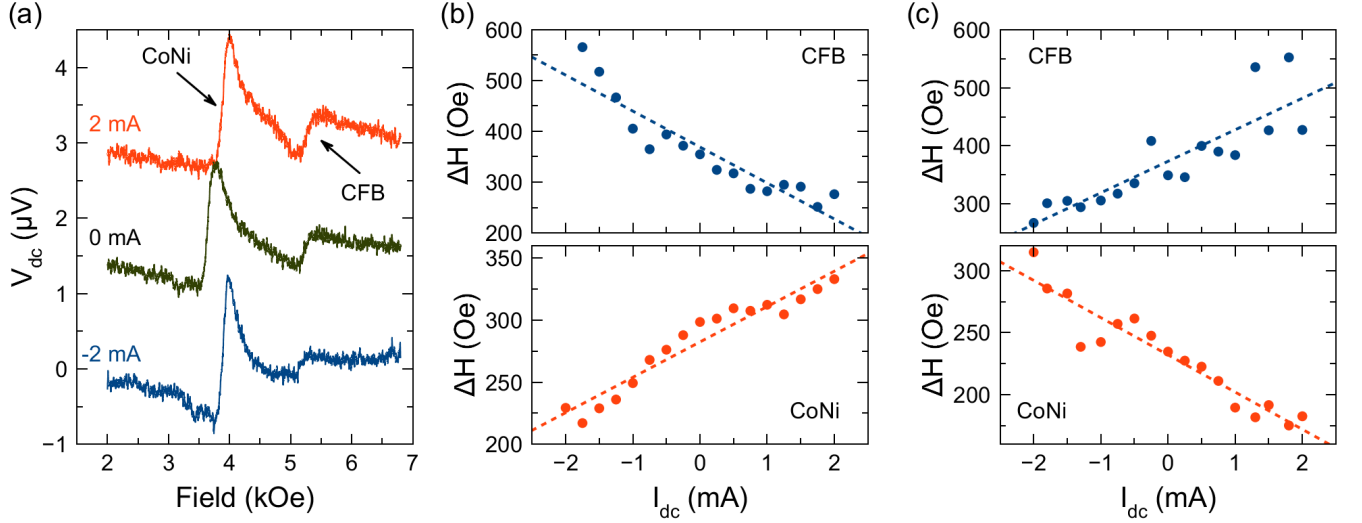 (a)
V_dc (µV)
4
3
2
1
0
−1
2 mA
0 mA
-2 mA
CoNi
CFB
2 3 4 5 6 7
Field (kOe)
(b)
ΔH (Oe)
600
500
400
300
200
CFB
ΔH (Oe)
350
300
250
200
CoNi
−2 −1 0 1 2
I_dc (mA)
(c)
ΔH (Oe)
600
500
400
300
CFB
ΔH (Oe)
300
250
200
CoNi
−2 −1 0 1 2
I_dc (mA)